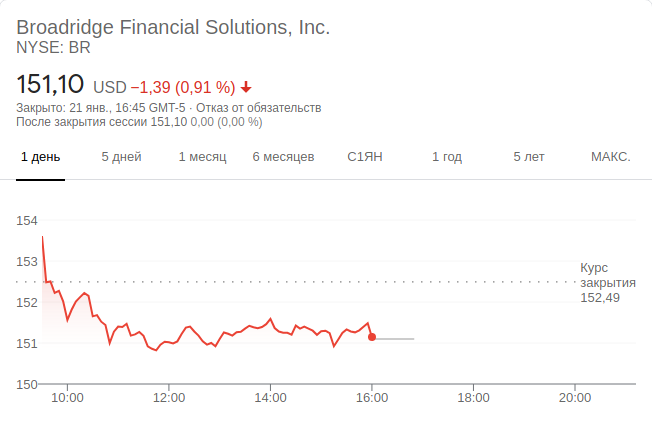 Broadridge Financial Solutions, Inc.
NYSE: BR
151,10 USD −1,39 (0,91 %)
Закрыто: 21 янв., 16:45 GMT-5 · Отказ от обязательств
После закрытия сессии 151,10 0,00 (0,00 %)
1 день 5 дней 1 месяц 6 месяцев С1ЯН 1 год 5 лет МАКС.
154
153
152
151
150
Курс
закрытия
152,49
10:00 12:00 14:00 16:00 18:00 20:00